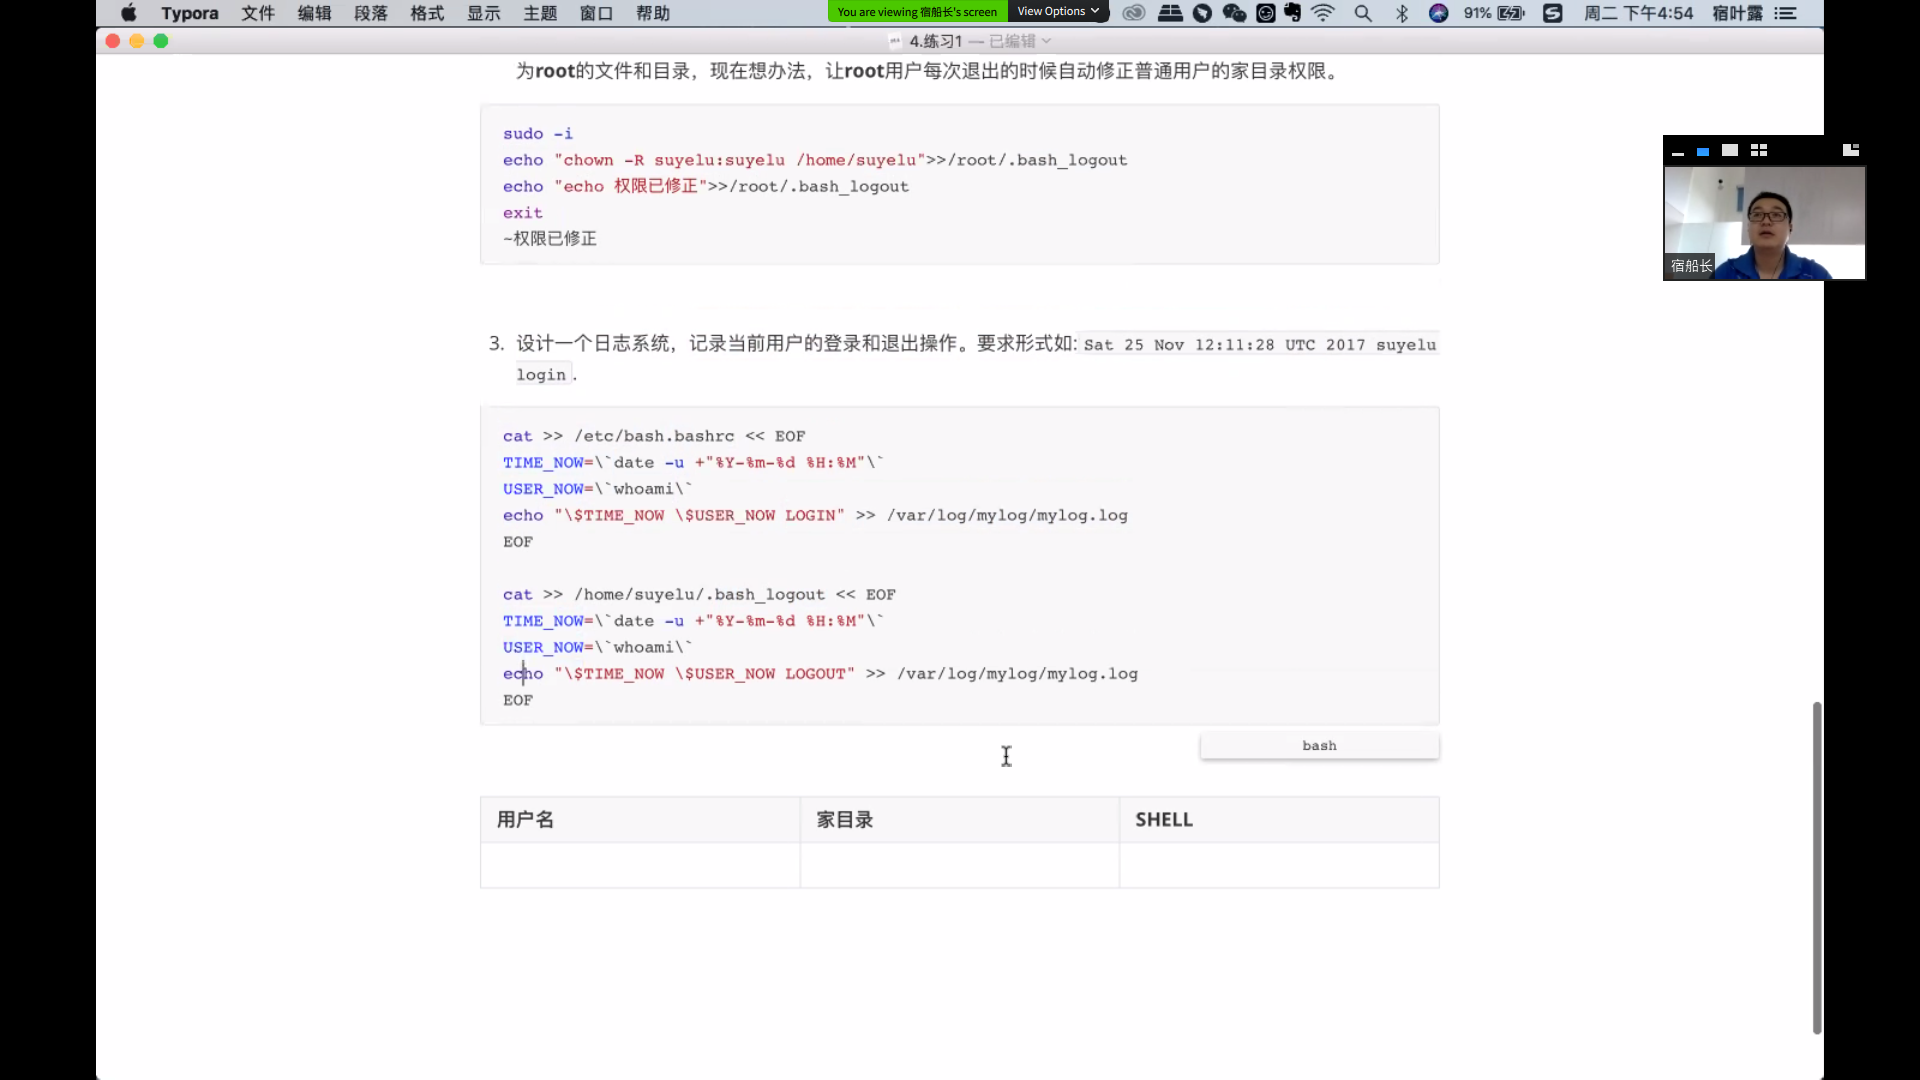 Typora 文件 编辑 段落 格式 显示 主题 窗口 帮助 You are viewing 宿船长's screen View Options 91% 周二 下午4:54 宿叶露
4.练习1 — 已编辑
为root的文件和目录，现在想办法，让root用户每次退出的时候自动修正普通用户的家目录权限。
sudo -i
echo "chown -R suyelu:suyelu /home/suyelu">>/root/.bash_logout
echo "echo 权限已修正">>/root/.bash_logout
exit
~权限已修正
宿船长
3. 设计一个日志系统，记录当前用户的登录和退出操作。要求形式如: Sat 25 Nov 12:11:28 UTC 2017 suyelu
login .
cat >> /etc/bash.bashrc << EOF
TIME_NOW=\`date -u +"%Y-%m-%d %H:%M"\`
USER_NOW=\`whoami\`
echo "\$TIME_NOW \$USER_NOW LOGIN" >> /var/log/mylog/mylog.log
EOF
cat >> /home/suyelu/.bash_logout << EOF
TIME_NOW=\`date -u +"%Y-%m-%d %H:%M"\`
USER_NOW=\`whoami\`
echo "\$TIME_NOW \$USER_NOW LOGOUT" >> /var/log/mylog/mylog.log
EOF
bash
用户名 家目录 SHELL